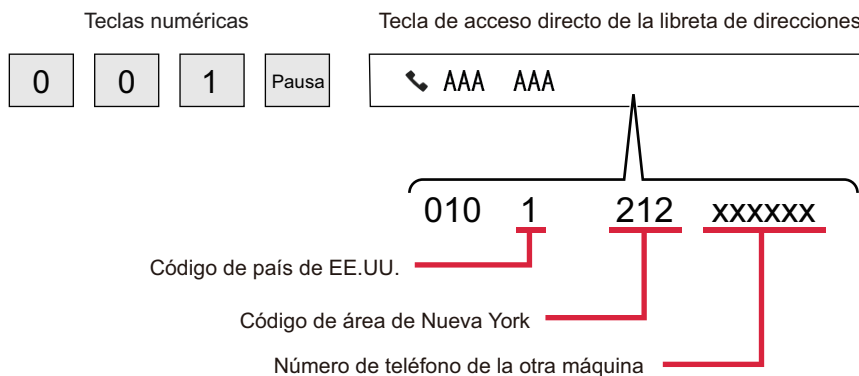 Teclas numéricas Tecla de acceso directo de la libreta de direcciones
0 0 1 Pausa AAA AAA
010 1 212 xxxxxx
Código de país de EE.UU.
Código de área de Nueva York
Número de teléfono de la otra máquina